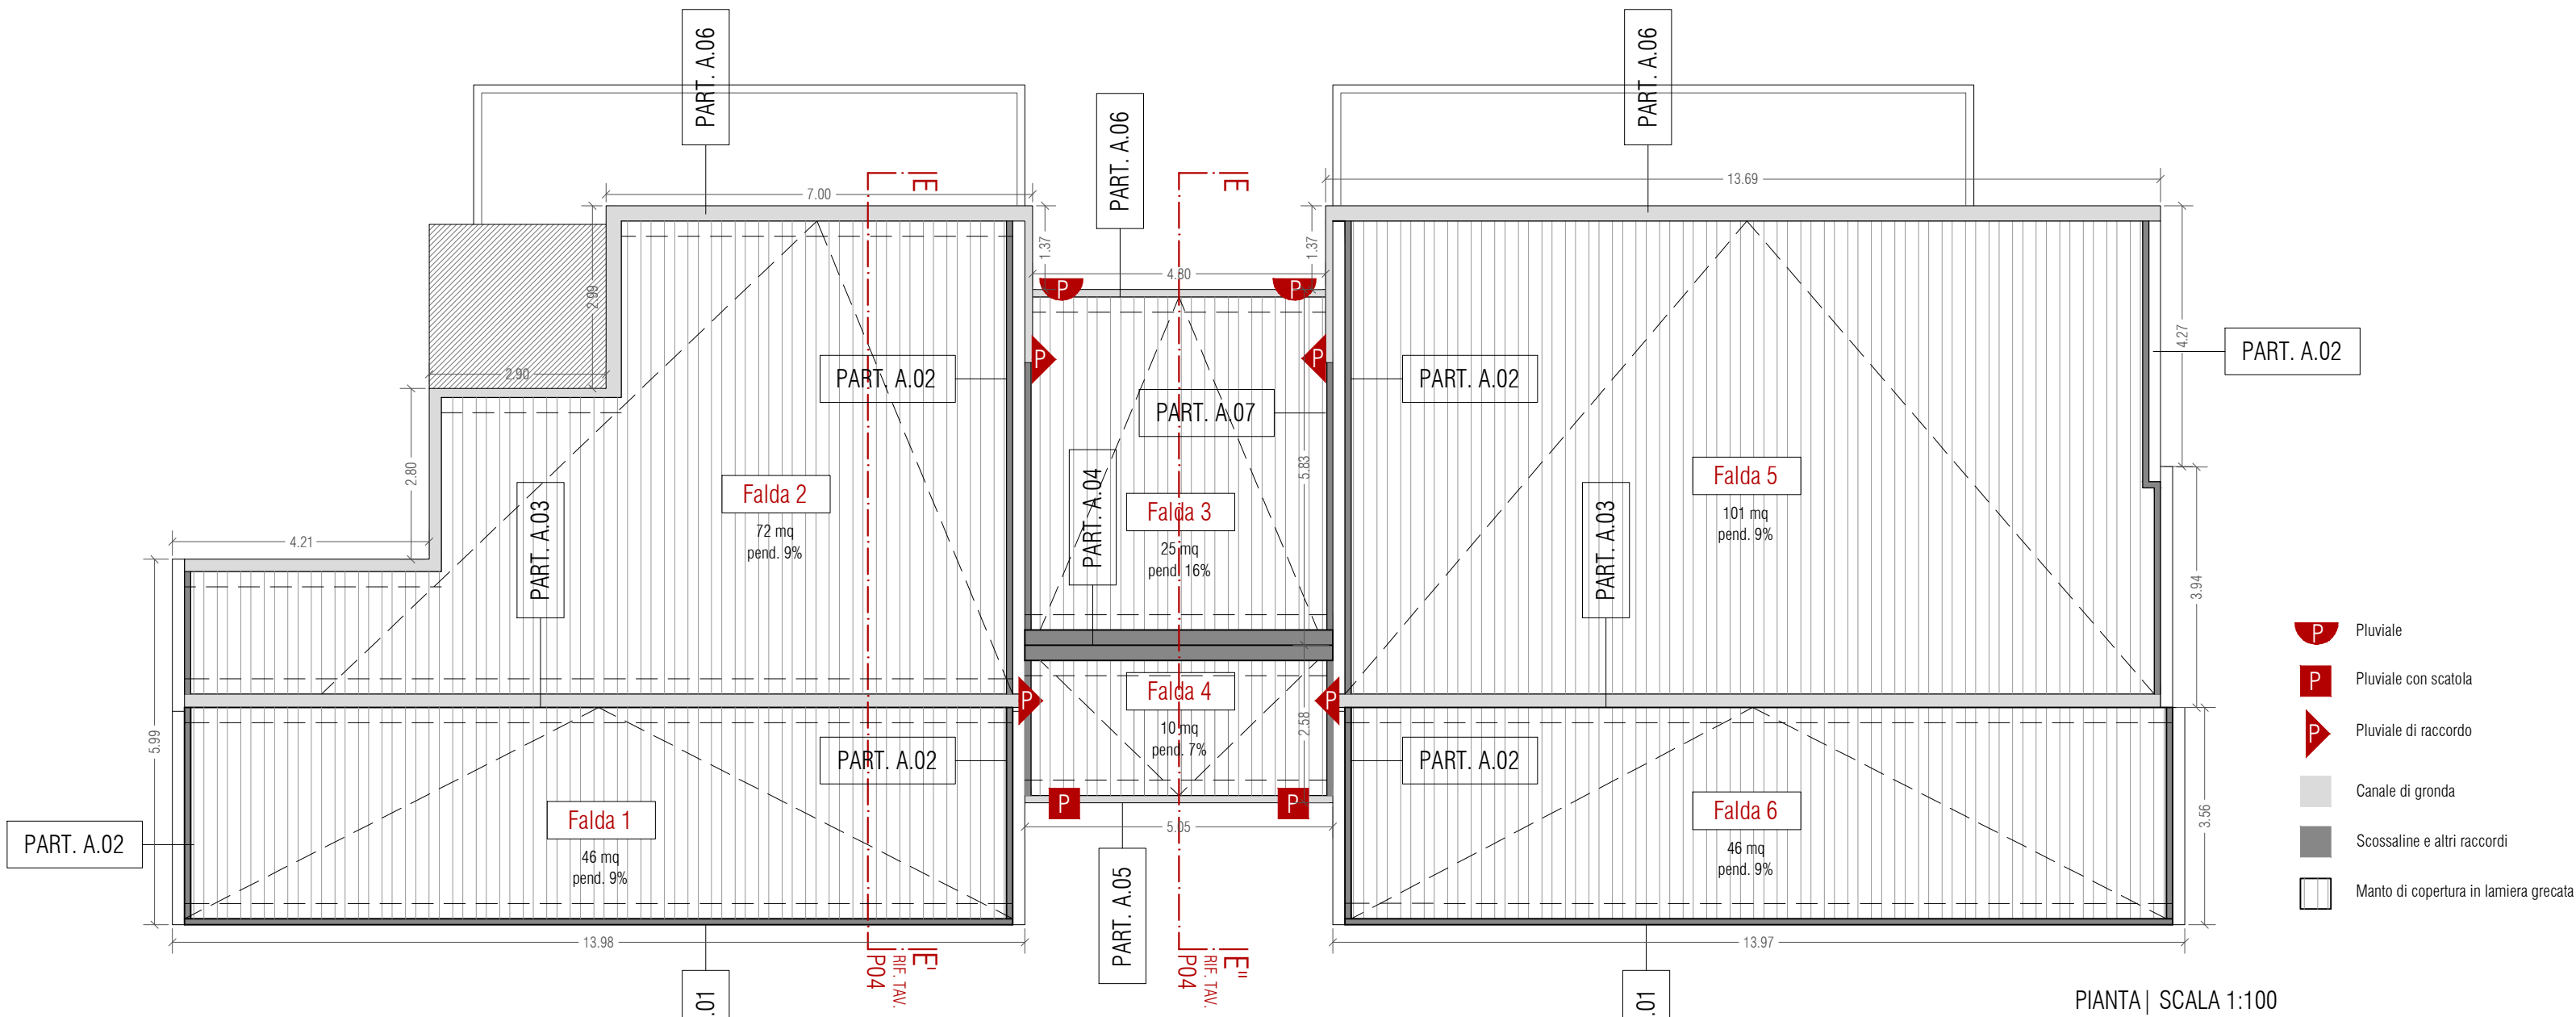 PART. A.06
PART. A.06
PART. A.06
E
E
7.00
13.69
1.37
1.37
4.80
P
P
2.99
4.27
P
P
PART. A.02
PART. A.02
PART. A.02
2.90
PART. A.07
2.80
Falda 2
72 mq
pend. 9%
PART. A.03
PART. A.04
5.83
Falda 3
25 mq
pend. 16%
Falda 5
101 mq
pend. 9%
PART. A.03
4.21
3.94
P
Pluviale
P
Pluviale con scatola
P
Pluviale di raccordo
Canale di gronda
Scossaline e altri raccordi
Manto di copertura in lamiera grecata
P
P
Falda 4
10 mq
pend. 7%
2.58
5.99
PART. A.02
PART. A.02
P
P
Falda 1
46 mq
pend. 9%
Falda 6
46 mq
pend. 9%
3.56
PART. A.02
5.05
PART. A.05
13.98
13.97
E'
RIF. TAV.
P04
E"
RIF. TAV.
P04
.01
.01
PIANTA | SCALA 1:100